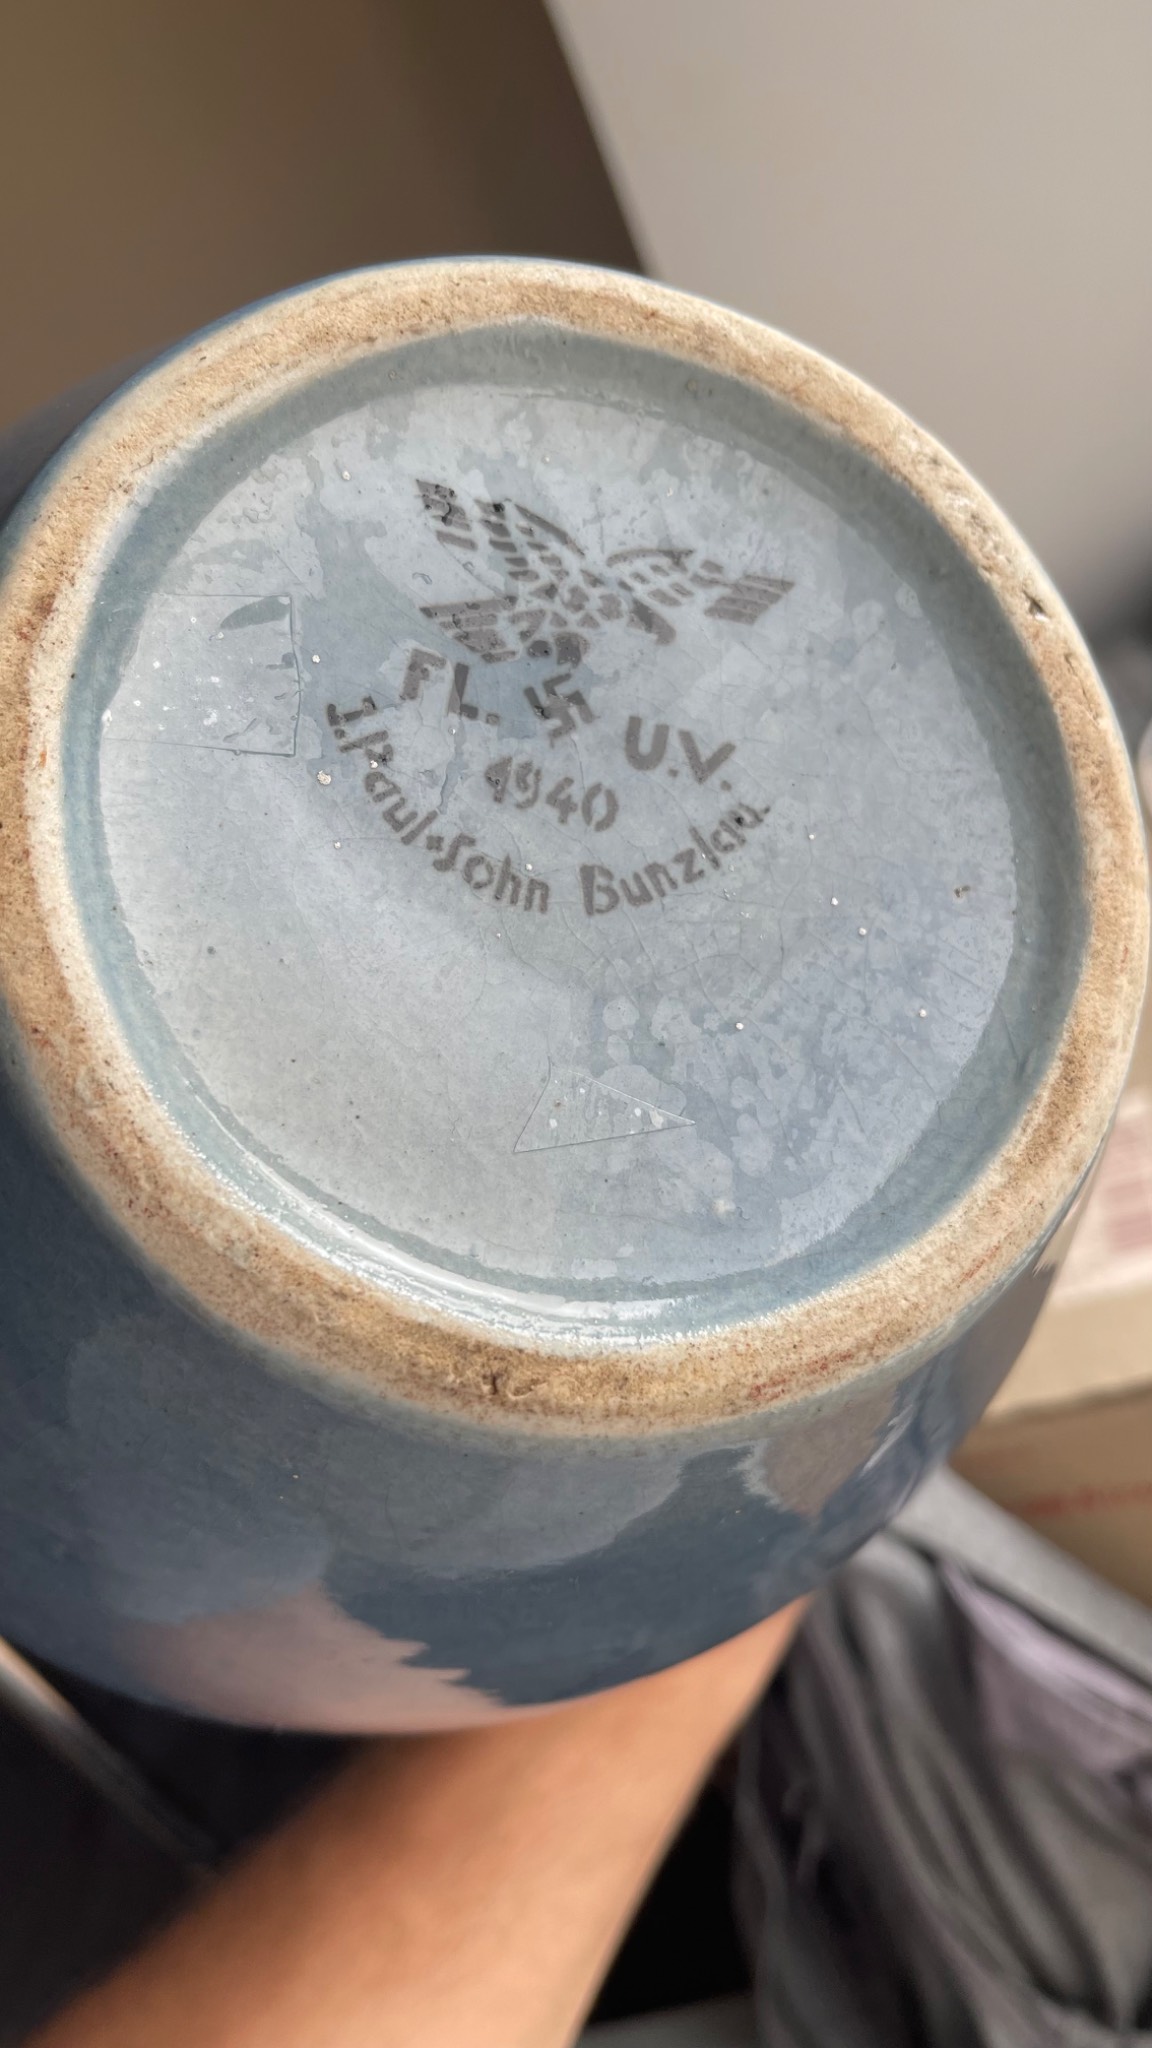 FL. U.V.
1940
J. Paul + Sohn Bunzlau.